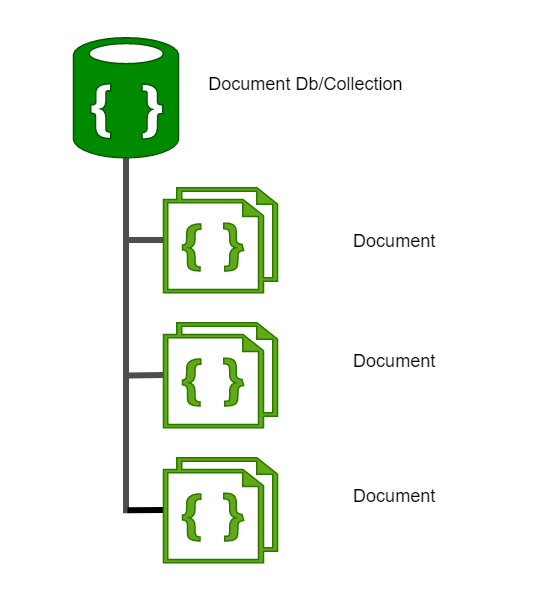 { }
Document Db/Collection
{ }
Document
{ }
Document
{ }
Document